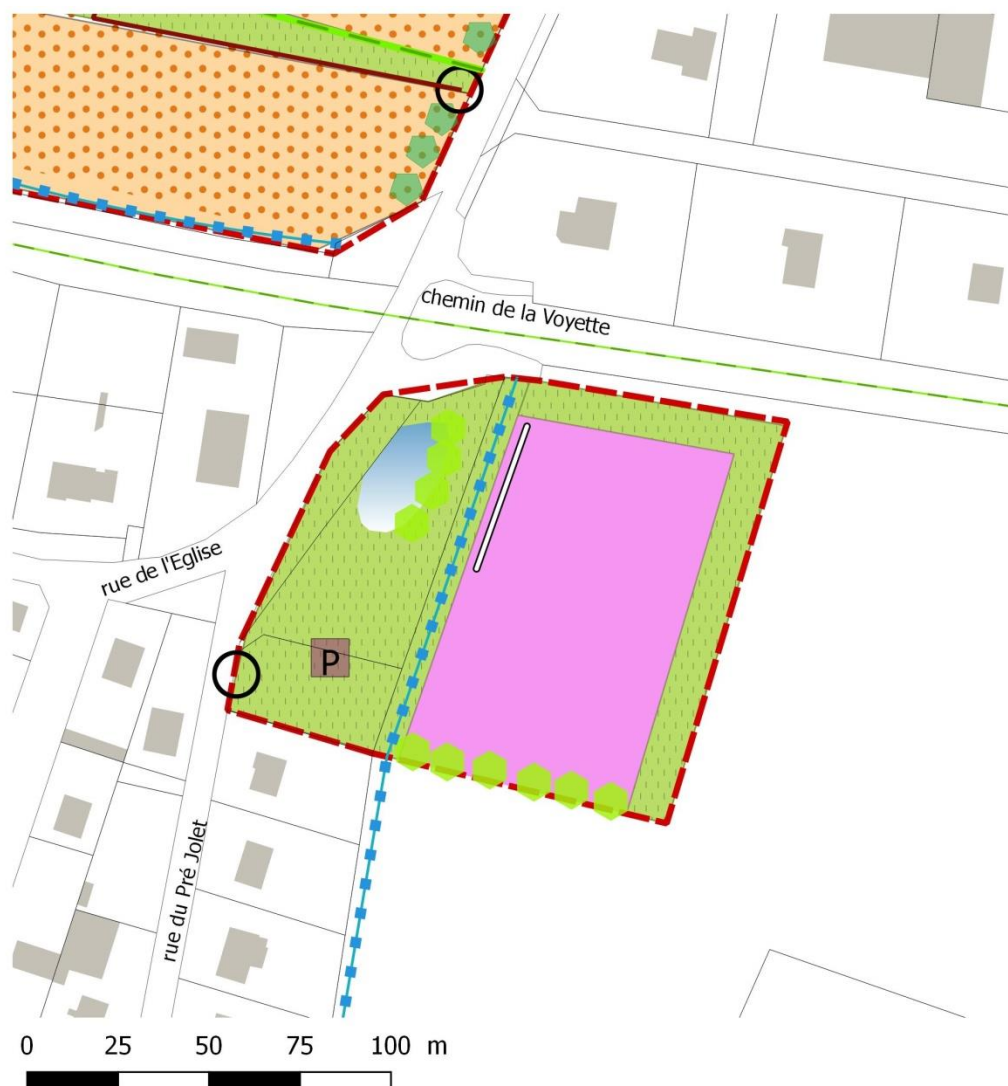 chemin de la Voyette
rue de l'Eglise
P
rue du Pré Jolet
0 25 50 75 100 m